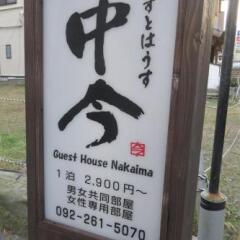 すとはうす
中今
Guest House Nakaima
1泊 2,900円～
男女共同部屋
女性専用部屋
092-261-5070